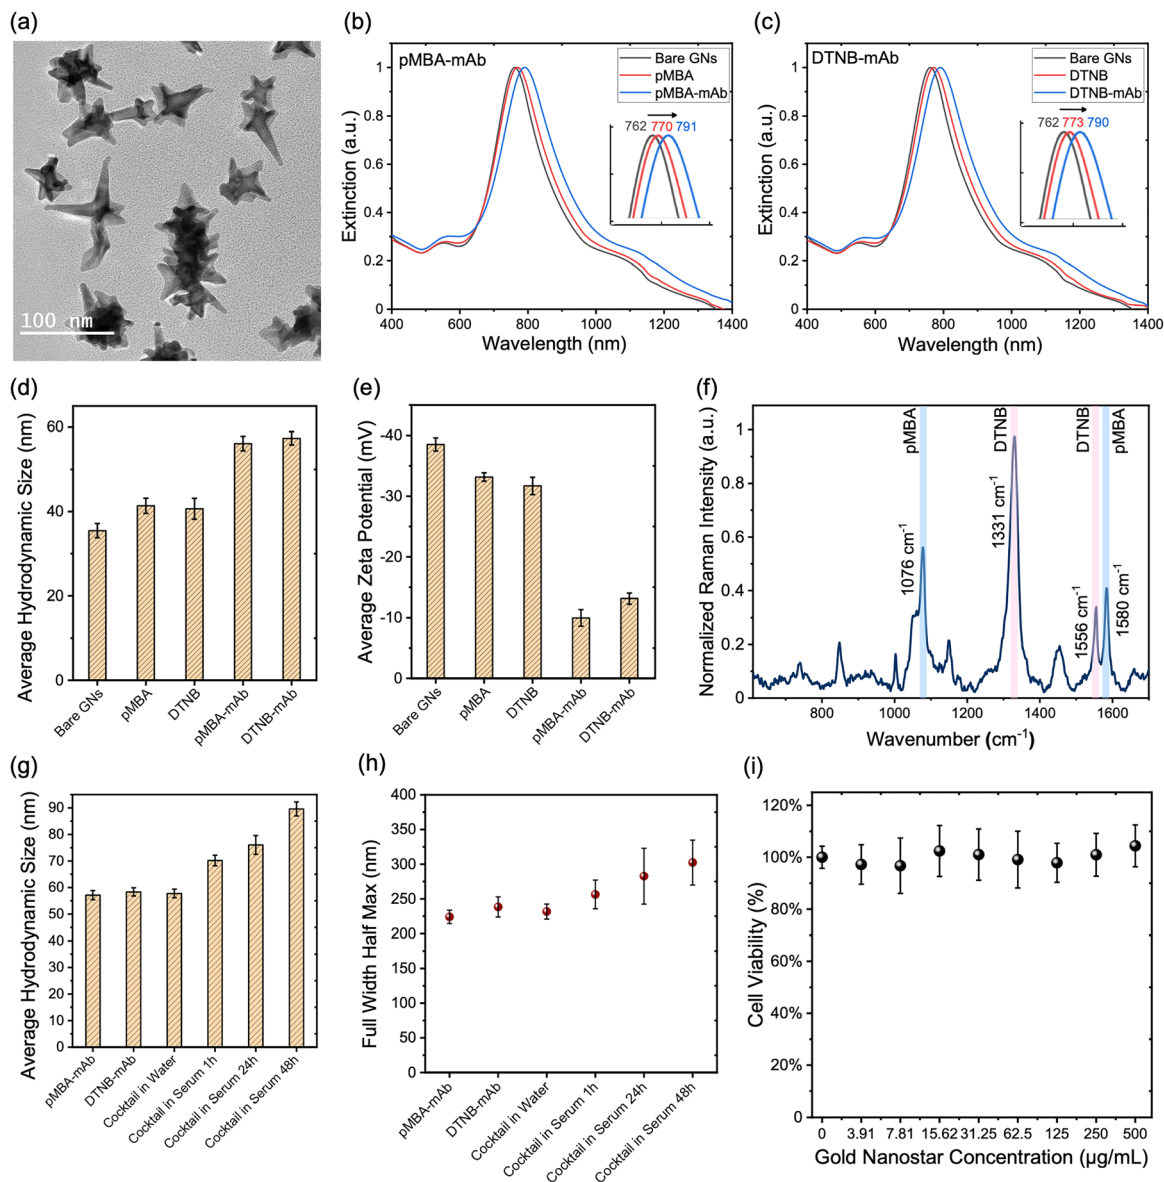 (a)
100 nm
(b)
pMBA-mAb
Bare GNs
pMBA
pMBA-mAb
762 770 791
Extinction (a.u.)
1
0.8
0.6
0.4
0.2
0
400 600 800 1000 1200 1400
Wavelength (nm)
(c)
DTNB-mAb
Bare GNs
DTNB
DTNB-mAb
762 773 790
Extinction (a.u.)
1
0.8
0.6
0.4
0.2
0
400 600 800 1000 1200 1400
Wavelength (nm)
(d)
Average Hydrodynamic Size (nm)
60
40
20
0
Bare GNs
pMBA
DTNB
pMBA-mAb
DTNB-mAb
(e)
Average Zeta Potential (mV)
-40
-30
-20
-10
0
Bare GNs
pMBA
DTNB
pMBA-mAb
DTNB-mAb
(f)
Normalized Raman Intensity (a.u.)
1
0.8
0.6
0.4
0.2
0
pMBA
DTNB
DTNB
pMBA
1076 cm-1
1331 cm-1
1556 cm-1
1580 cm-1
800 1000 1200 1400 1600
Wavenumber (cm-1)
(g)
Average Hydrodynamic Size (nm)
90
80
70
60
50
40
30
20
10
0
pMBA-mAb
DTNB-mAb
Cocktail in Water
Cocktail in Serum 1h
Cocktail in Serum 24h
Cocktail in Serum 48h
(h)
Full Width Half Max (nm)
400
350
300
250
200
150
100
50
0
pMBA-mAb
DTNB-mAb
Cocktail in Water
Cocktail in Serum 1h
Cocktail in Serum 24h
Cocktail in Serum 48h
(i)
Cell Viability (%)
120%
100%
80%
60%
40%
20%
0
0 3.91 7.81 15.62 31.25 62.5 125 250 500
Gold Nanostar Concentration (µg/mL)